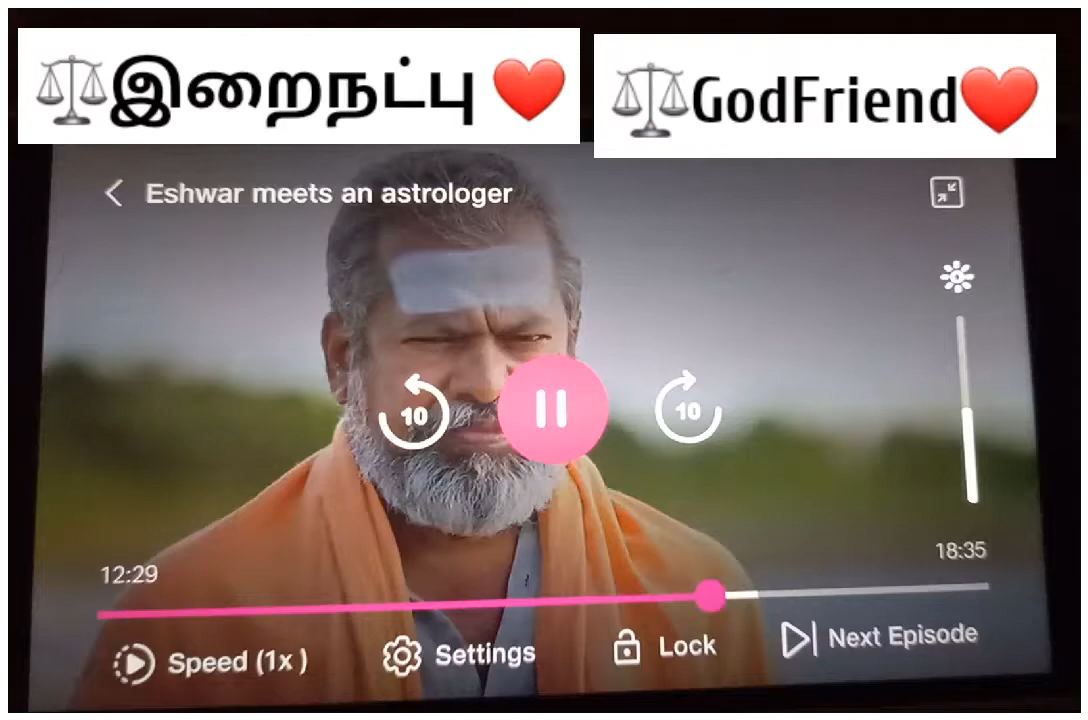 ⚖️இறைநட்பு ❤️
⚖️GodFriend❤️
Eshwar meets an astrologer
10
10
18:35
12:29
Speed (1x )
Settings
Lock
Next Episode